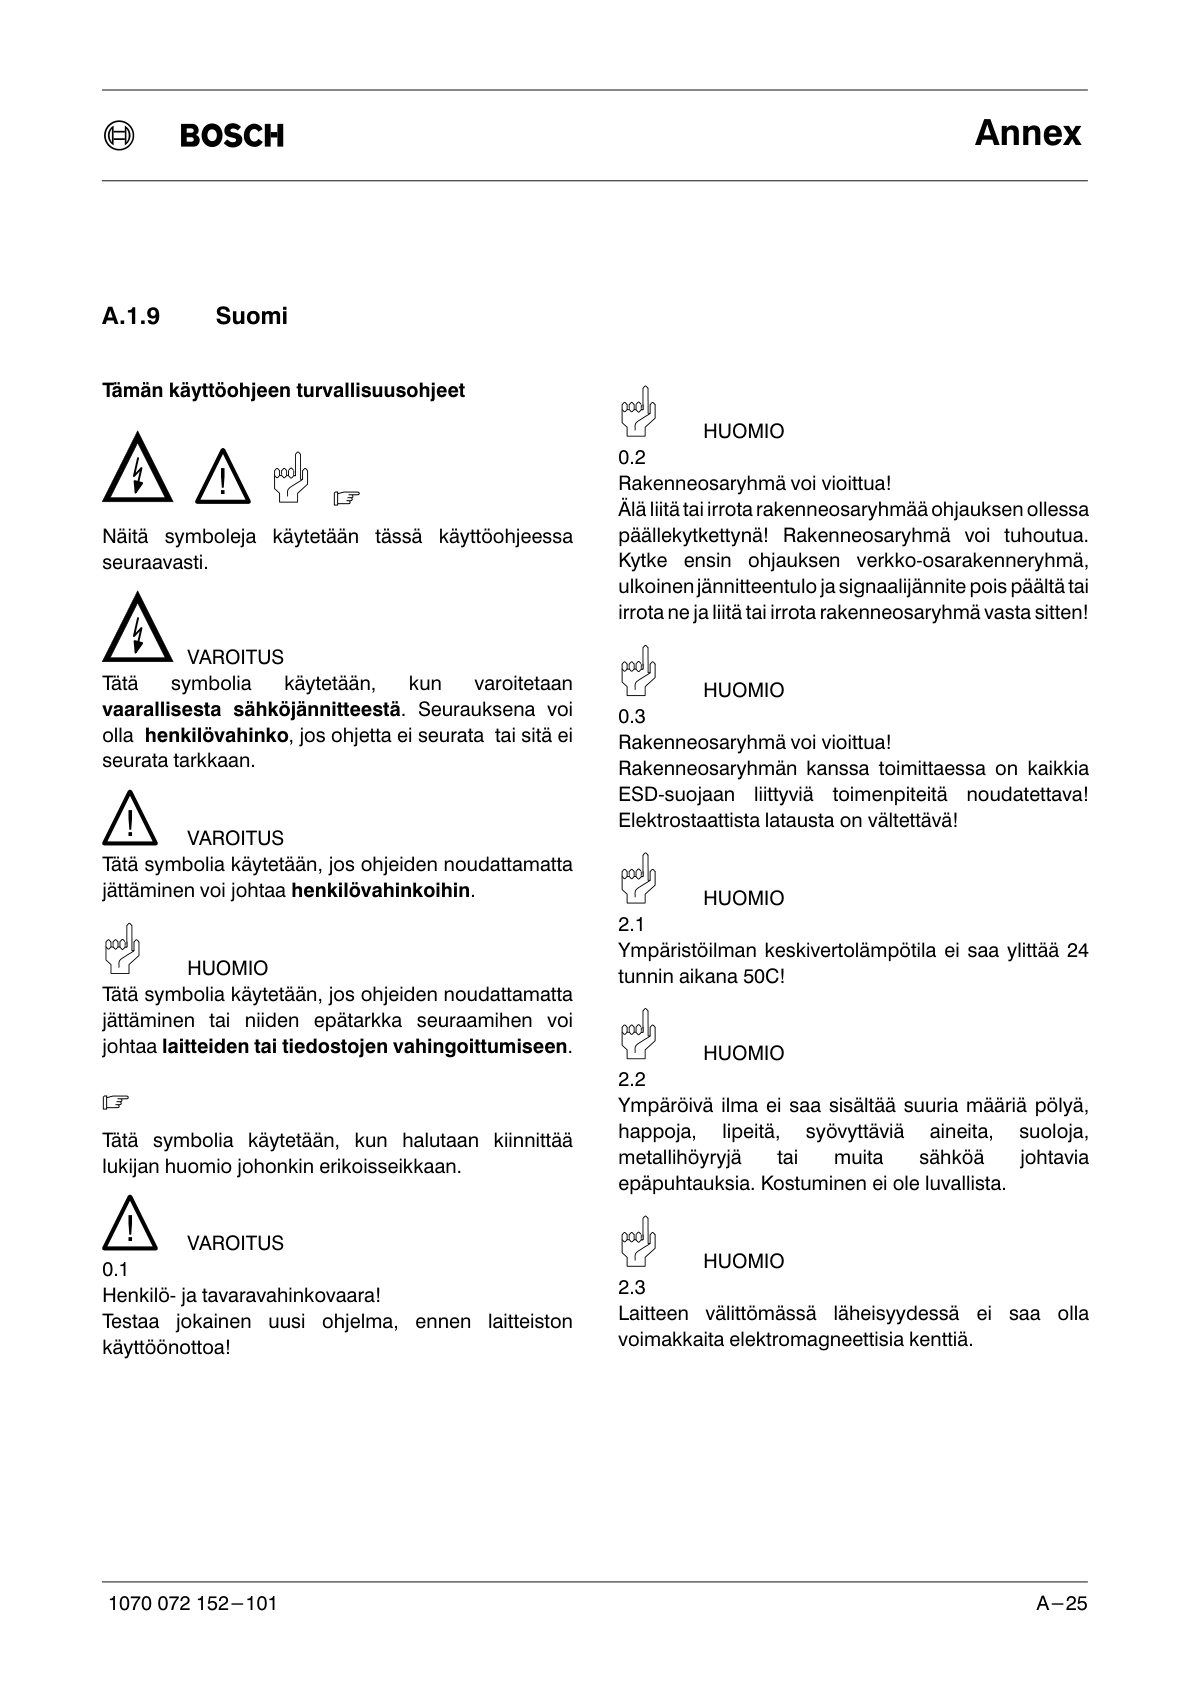 BOSCH
Annex
A.1.9 Suomi
Tämän käyttöohjeen turvallisuusohjeet
Näitä symboleja käytetään tässä käyttöohjeessa
seuraavasti.
VAROITUS
Tätä symbolia käytetään, kun varoitetaan
vaarallisesta sähköjännitteestä. Seurauksena voi
olla henkilövahinko, jos ohjetta ei seurata tai sitä ei
seurata tarkkaan.
VAROITUS
Tätä symbolia käytetään, jos ohjeiden noudattamatta
jättäminen voi johtaa henkilövahinkoihin.
HUOMIO
Tätä symbolia käytetään, jos ohjeiden noudattamatta
jättäminen tai niiden epätarkka seuraamihen voi
johtaa laitteiden tai tiedostojen vahingoittumiseen.
Tätä symbolia käytetään, kun halutaan kiinnittää
lukijan huomio johonkin erikoisseikkaan.
VAROITUS
0.1
Henkilö- ja tavaravahinkovaara!
Testaa jokainen uusi ohjelma, ennen laitteiston
käyttöönottoa!
HUOMIO
0.2
Rakenneosaryhmä voi vioittua!
Älä liitä tai irrota rakenneosaryhmää ohjauksen ollessa
päällekytkettynä! Rakenneosaryhmä voi tuhoutua.
Kytke ensin ohjauksen verkko-osarakenneryhmä,
ulkoinen jännitteentulo ja signaalijännite pois päältä tai
irrota ne ja liitä tai irrota rakenneosaryhmä vasta sitten!
HUOMIO
0.3
Rakenneosaryhmä voi vioittua!
Rakenneosaryhmän kanssa toimittaessa on kaikkia
ESD-suojaan liittyviä toimenpiteitä noudatettava!
Elektrostaattista latausta on vältettävä!
HUOMIO
2.1
Ympäristöilman keskivertolämpötila ei saa ylittää 24
tunnin aikana 50C!
HUOMIO
2.2
Ympäröivä ilma ei saa sisältää suuria määriä pölyä,
happoja, lipeitä, syövyttäviä aineita, suoloja,
metallihöyryjä tai muita sähköä johtavia
epäpuhtauksia. Kostuminen ei ole luvallista.
HUOMIO
2.3
Laitteen välittömässä läheisyydessä ei saa olla
voimakkaita elektromagneettisia kenttiä.
1070 072 152−101
A−25